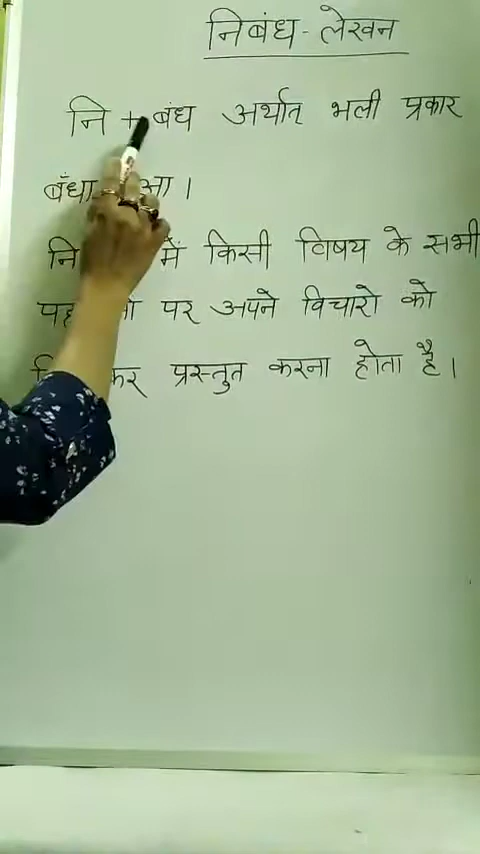 निबंध - लेखन
नि + बंध अर्थात् भली प्रकार
बँधा हुआ ।
में किसी विषय के सभी
पर अपने विचारो को
प्रस्तुत करना होता है ।